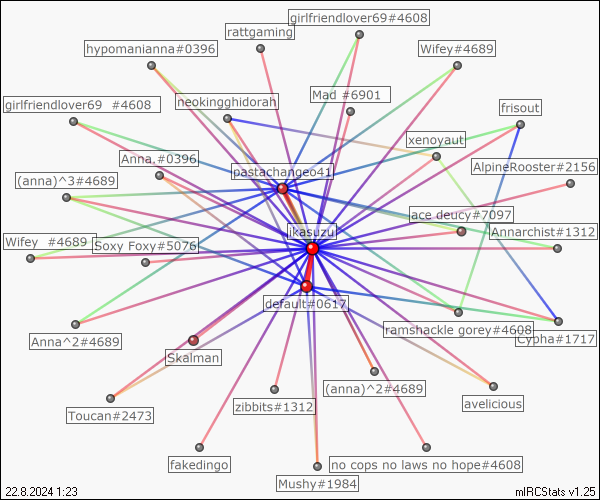 girlfriendlover69#4608
rattgaming
hypomanianna#0396
Wifey#4689
Mad #6901
neokingghidorah
girlfriendlover69 #4608
frisout
xenoyaut
Anna,#0396
AlpineRooster#2156
pastachangeo41
(anna)^3#4689
ace deucy#7097
ikasuzu
Annarchist#1312
Wifey #4689
Soxy Foxy#5076
default#0617
ramshackle gorey#4608
Cypha#1717
Anna^2#4689
Skalman
(anna)^2#4689
avelicious
zibbits#1312
Toucan#2473
fakedingo
no cops no laws no hope#4608
Mushy#1984
22.8.2024 1:23
mIRCStats v1.25